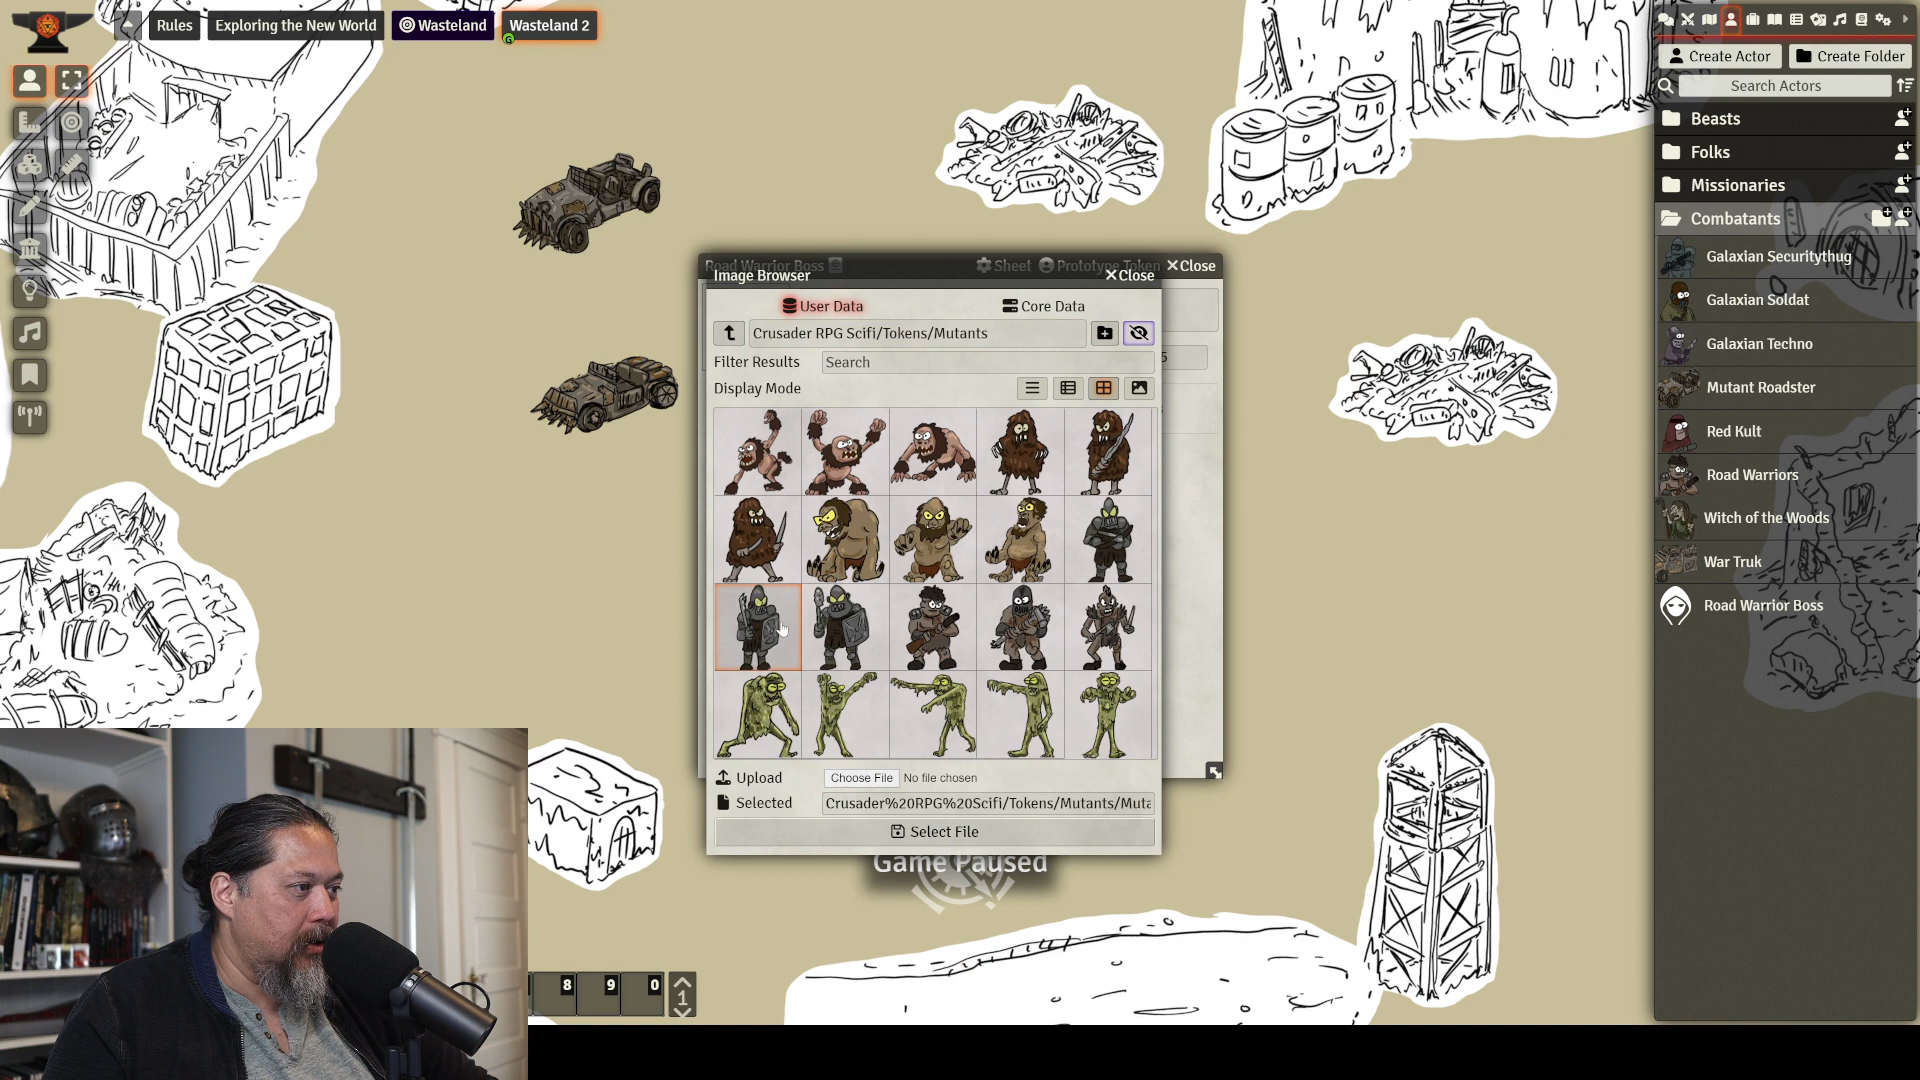 Rules
Exploring the New World
Wasteland
Wasteland 2
G
Create Actor
Create Folder
Search Actors
Beasts
Folks
Missionaries
Combatants
Galaxian Securitythug
Galaxian Soldat
Galaxian Techno
Mutant Roadster
Red Kult
Road Warriors
Witch of the Woods
War Truk
Road Warrior Boss
Road Warrior Boss
Sheet
Prototype Token
Close
Image Browser
Close
User Data
Core Data
Crusader RPG Scifi/Tokens/Mutants
Filter Results
Search
5
Display Mode
Upload
Choose File
No file chosen
Selected
Crusader%20RPG%20Scifi/Tokens/Mutants/Muta
Select File
Game Paused
8
9
0
1